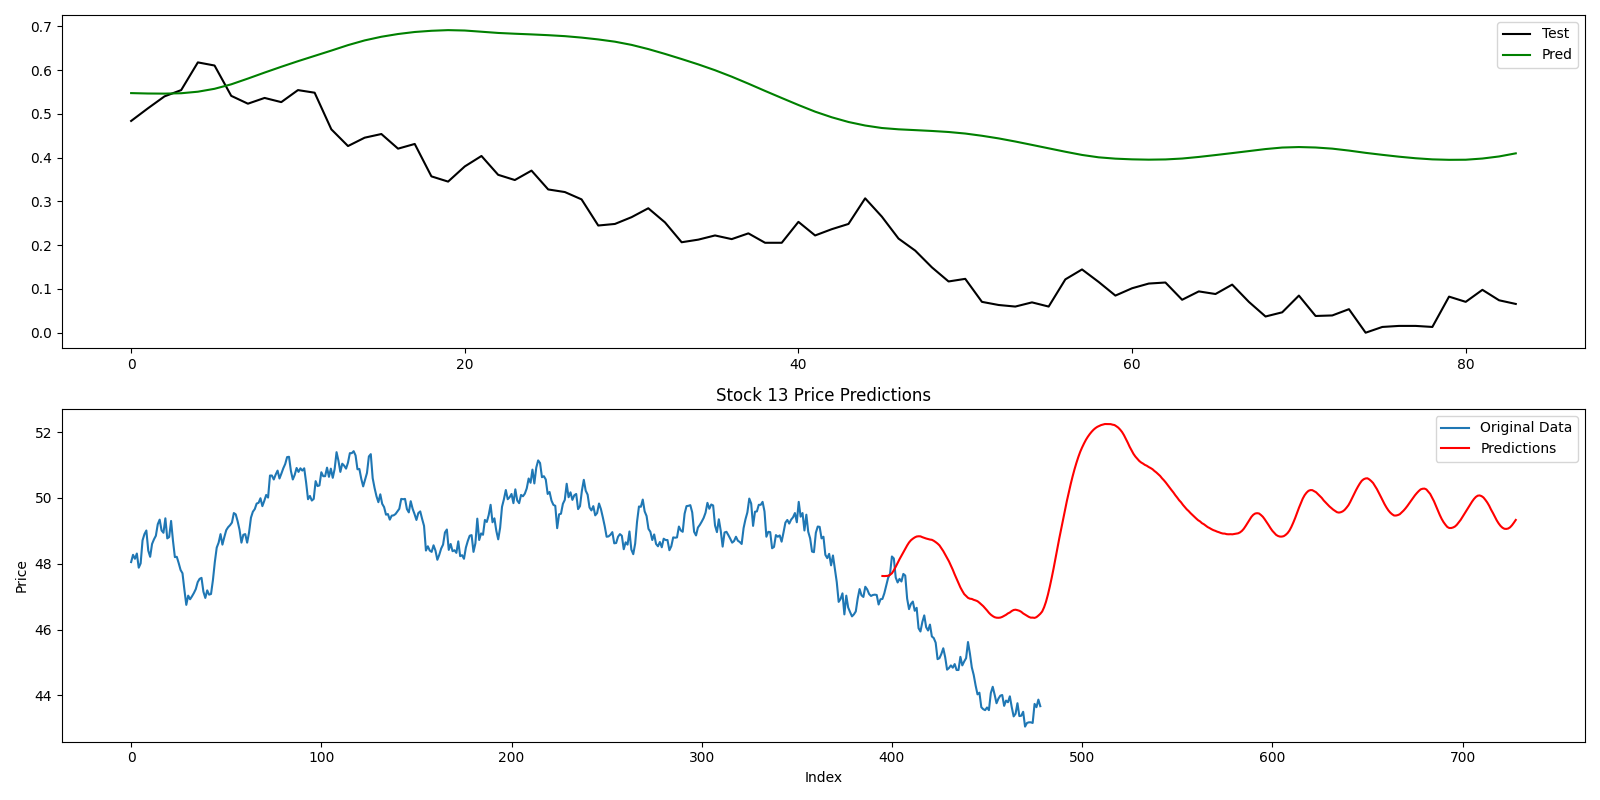 0.7
0.6
0.5
0.4
0.3
0.2
0.1
0.0
Test
Pred
0 20 40 60 80
Stock 13 Price Predictions
Price
52
50
48
46
44
Original Data
Predictions
0 100 200 300 400 500 600 700
Index